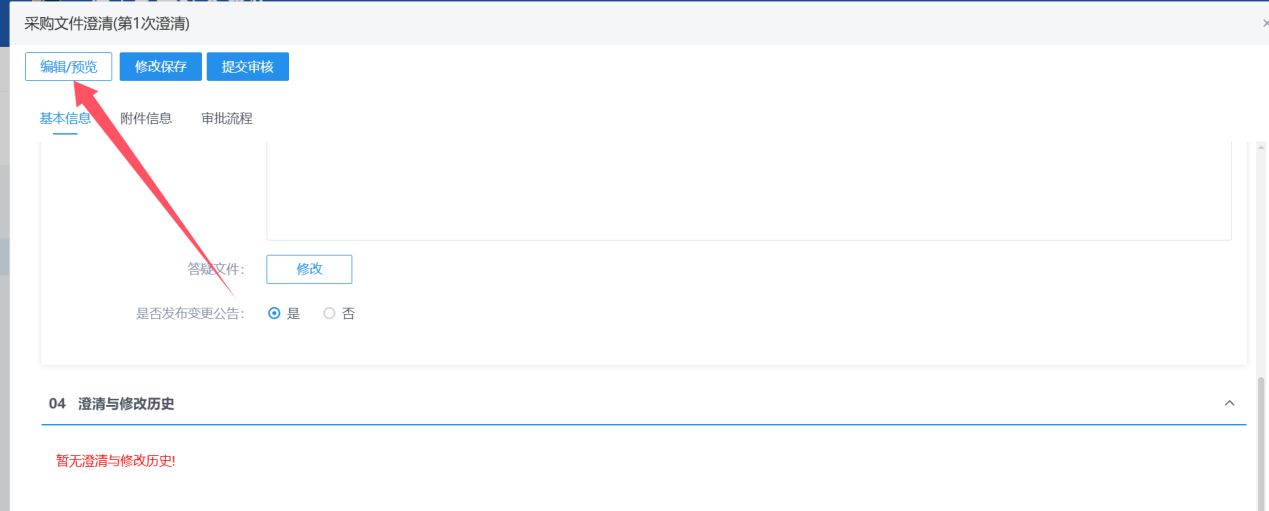 采购文件澄清(第1次澄清)
编辑/预览 修改保存 提交审核
基本信息 附件信息 审批流程
答疑文件: 修改
是否发布变更公告: 是 否
04 澄清与修改历史
暂无澄清与修改历史!